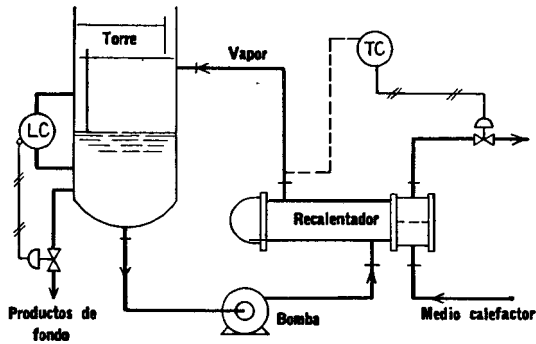 Torre
Vapor
TC
LC
Recalentador
Productos de
fondo
Bomba
Medio calefactor